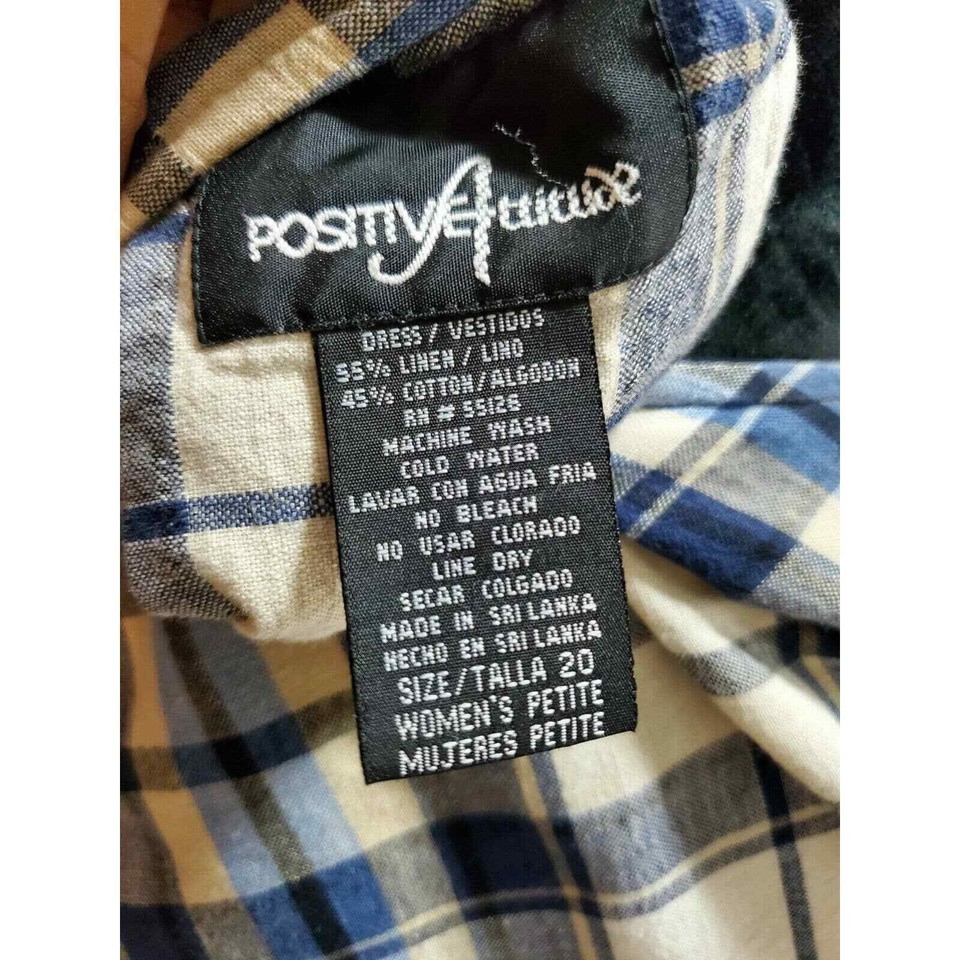 POSITIVE Attitude
DRESS / VESTIDOS
55% LINEN / LINO
45% COTTON / ALGODON
RN # 55126
MACHINE WASH
COLD WATER
LAVAR CON AGUA FRIA
NO BLEACH
NO USAR CLORADO
LINE DRY
SECAR COLGADO
MADE IN SRI LANKA
HECHO EN SRI LANKA
SIZE/TALLA 20
WOMEN'S PETITE
MUJERES PETITE